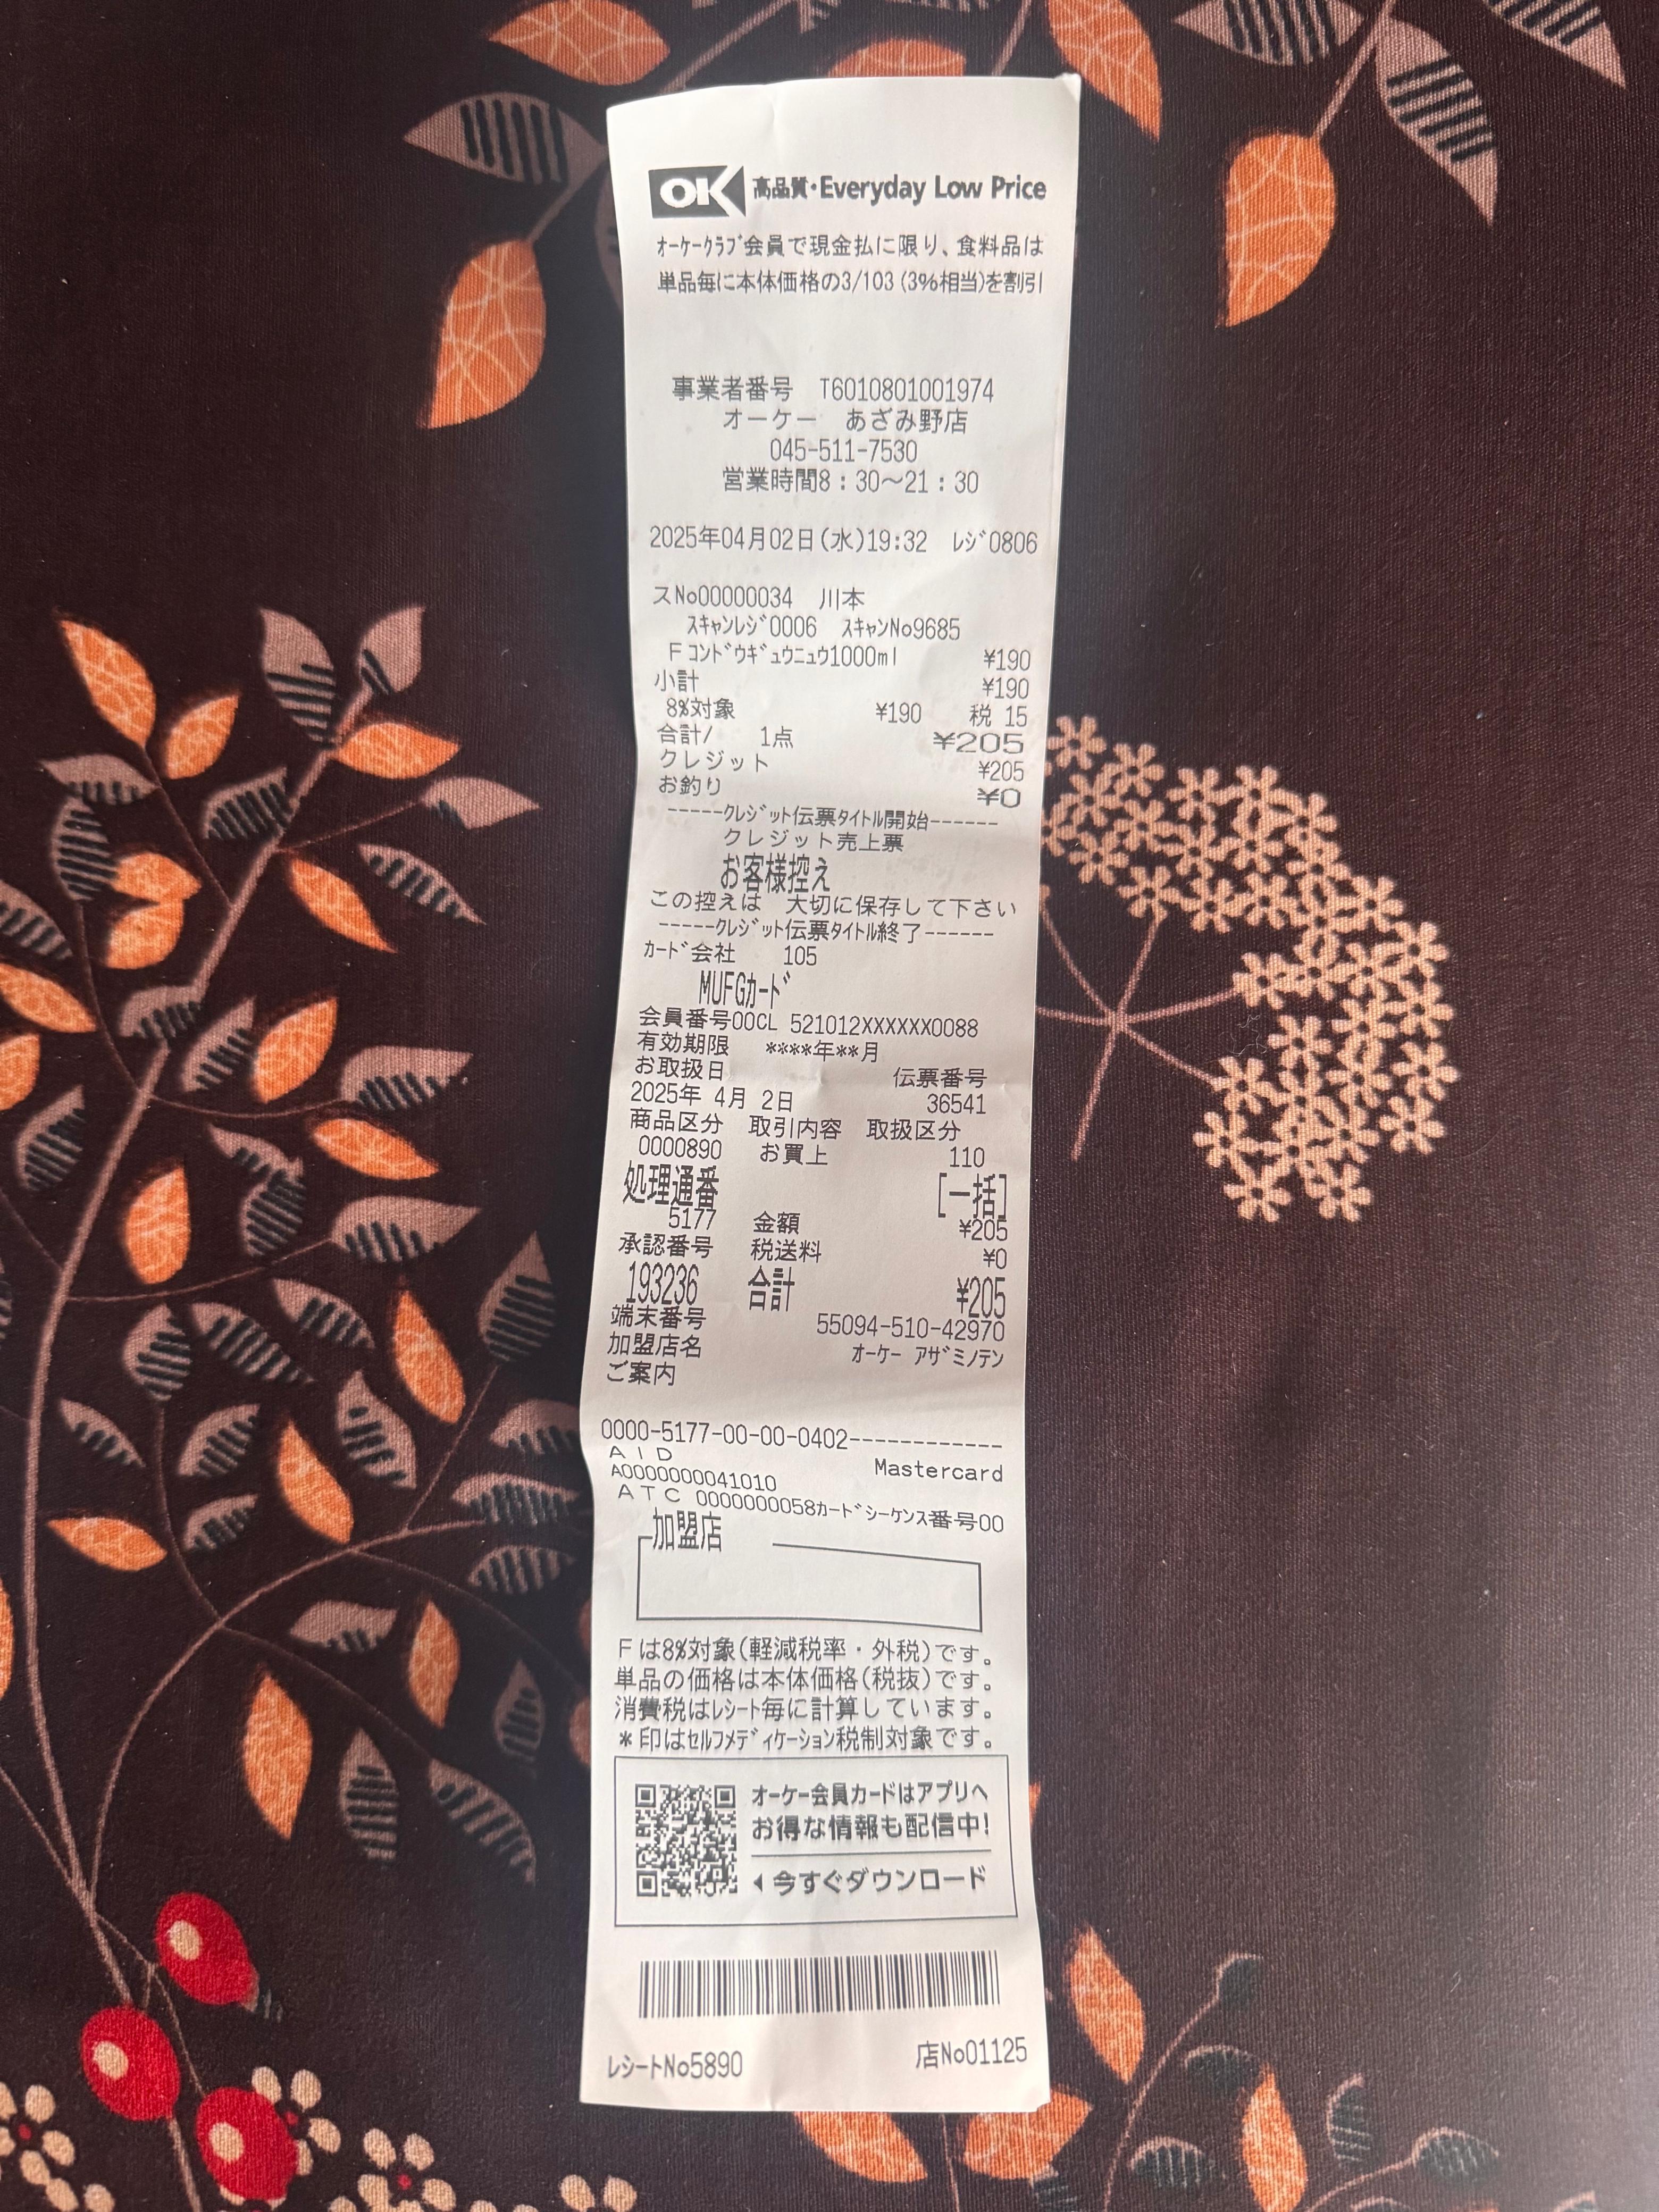 OK 高品質・Everyday Low Price
オーケークラブ会員で現金払に限り、食料品は
単品毎に本体価格の3/103(3%相当)を割引
事業者番号 T6010801001974
オーケー あざみ野店
045-511-7530
営業時間8:30〜21:30
2025年04月02日(水)19:32 レジ0806
スNo00000034 川本
スキャンレジ0006 スキャンNo9685
F コンドウギュウニュウ1000ml ¥190
小計 ¥190
8%対象 ¥190 税 15
合計/ 1点 ¥205
クレジット ¥205
お釣り ¥0
-----クレジット伝票タイトル開始------
クレジット売上票
お客様控え
この控えは 大切に保存して下さい
-----クレジット伝票タイトル終了------
カード会社 105
MUFGカード
会員番号00CL 521012XXXXXX0088
有効期限 ****年**月
お取扱日 伝票番号
2025年 4月 2日 36541
商品区分 取引内容 取扱区分
0000890 お買上 110
処理通番 [一括]
5177 金額 ¥205
承認番号 税送料 ¥0
193236 合計 ¥205
端末番号 55094-510-42970
加盟店名 オーケー アザミノテン
ご案内
0000-5177-00-00-0402------------
AID Mastercard
A0000000041010
ATC 0000000058カードシーケンス番号00
加盟店
Fは8%対象(軽減税率・外税)です。
単品の価格は本体価格(税抜)です。
消費税はレシート毎に計算しています。
*印はセルフメディケーション税制対象です。
オーケー会員カードはアプリへ
お得な情報も配信中!
◀今すぐダウンロード
レシートNo5890 店No01125